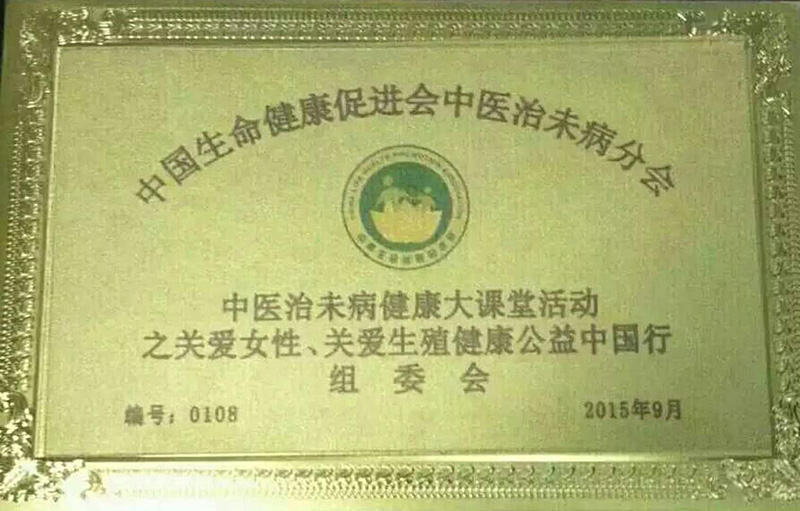 中国生命健康促进会中医治未病分会
中医治未病健康大课堂活动
之关爱女性、关爱生殖健康公益中国行
组委会
编号：0108
2015年9月